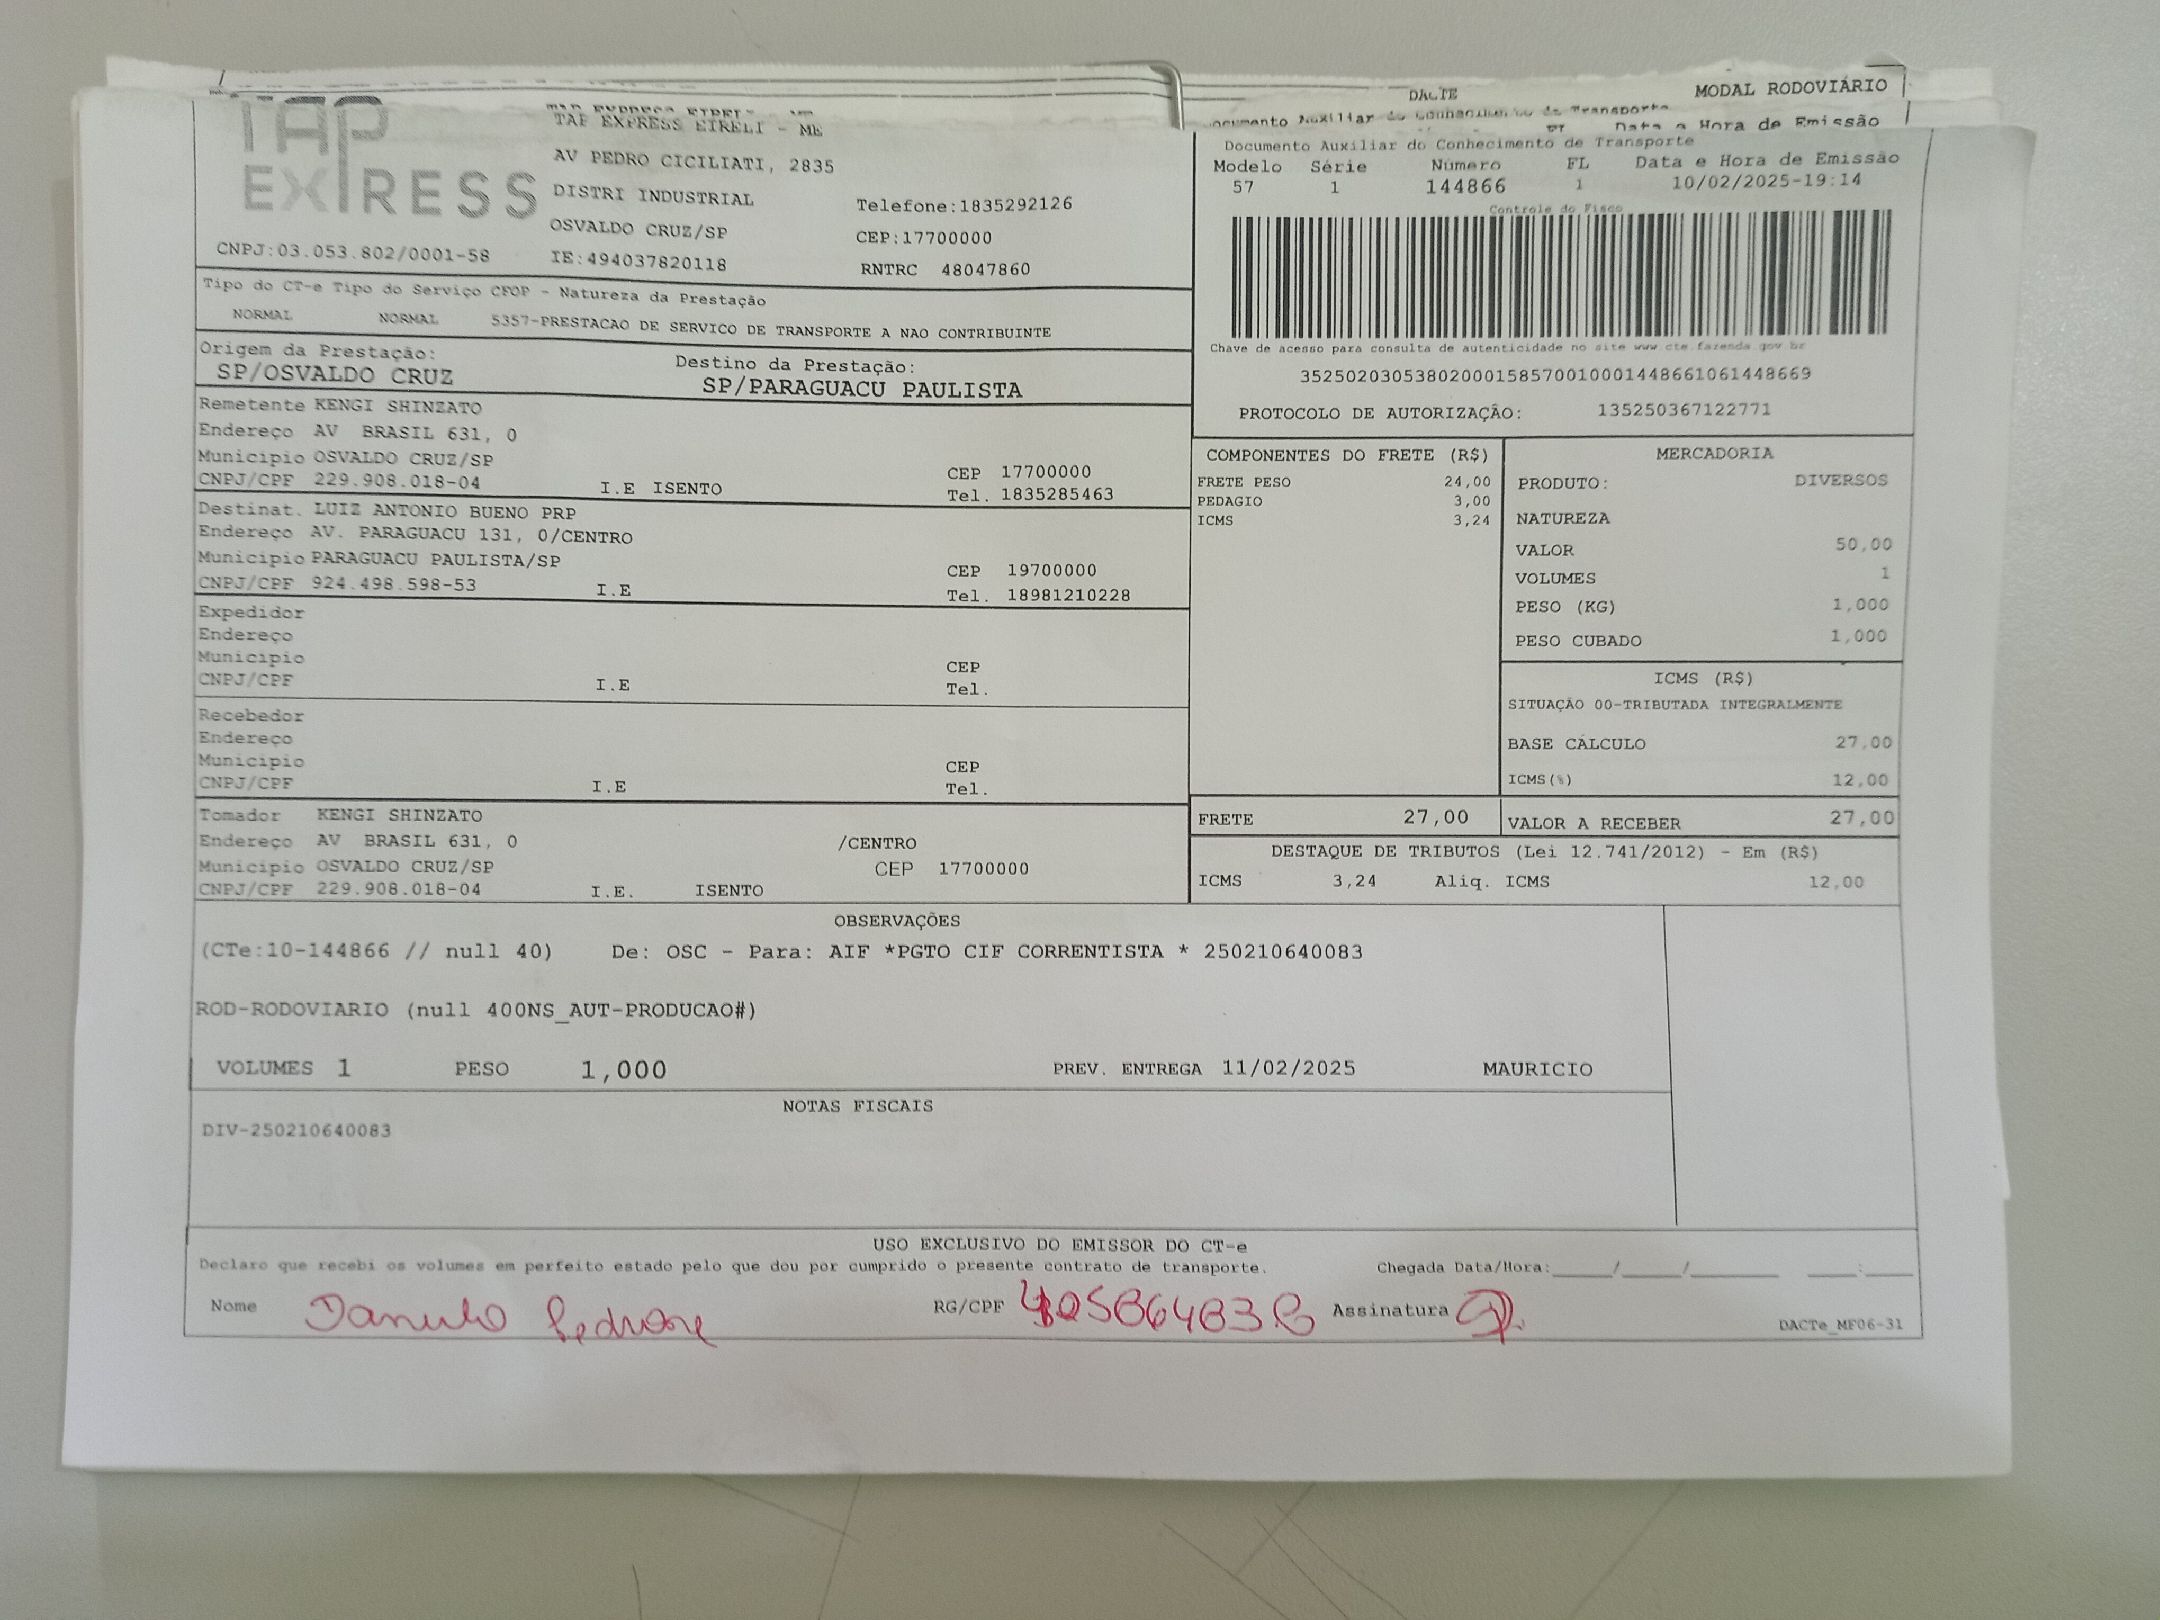 DACTE
MODAL RODOVIÁRIO
TAP EXPRESS
TAP EXPRESS EIRELI - ME
AV PEDRO CICILIATI, 2835
DISTRI INDUSTRIAL
Telefone:1835292126
OSVALDO CRUZ/SP
CEP:17700000
CNPJ:03.053.802/0001-58
IE:494037820118
RNTRC 48047860
Data e Hora de Emissão
Documento Auxiliar do Conhecimento de Transporte
Modelo Série Número FL Data e Hora de Emissão
57 1 144866 1 10/02/2025-19:14
Controle do Fisco
Chave de acesso para consulta de autenticidade no site www.cte.fazenda.gov.br
35250203053802000158570010001448661061448669
PROTOCOLO DE AUTORIZAÇÃO: 135250367122771
Tipo do CT-e Tipo do Serviço CFOP - Natureza da Prestação
NORMAL NORMAL 5357-PRESTACAO DE SERVICO DE TRANSPORTE A NAO CONTRIBUINTE
Origem da Prestação: Destino da Prestação:
SP/OSVALDO CRUZ SP/PARAGUACU PAULISTA
Remetente KENGI SHINZATO
Endereço AV BRASIL 631, 0
Municipio OSVALDO CRUZ/SP CEP 17700000
CNPJ/CPF 229.908.018-04 I.E ISENTO Tel. 1835285463
Destinat. LUIZ ANTONIO BUENO PRP
Endereço AV. PARAGUACU 131, 0/CENTRO
Municipio PARAGUACU PAULISTA/SP CEP 19700000
CNPJ/CPF 924.498.598-53 I.E Tel. 18981210228
Expedidor
Endereço
Municipio CEP
CNPJ/CPF I.E Tel.
Recebedor
Endereço
Municipio CEP
CNPJ/CPF I.E Tel.
Tomador KENGI SHINZATO
Endereço AV BRASIL 631, 0 /CENTRO
Municipio OSVALDO CRUZ/SP CEP 17700000
CNPJ/CPF 229.908.018-04 I.E. ISENTO
COMPONENTES DO FRETE (R$)
FRETE PESO 24,00
PEDAGIO 3,00
ICMS 3,24
MERCADORIA
PRODUTO: DIVERSOS
NATUREZA
VALOR 50,00
VOLUMES 1
PESO (KG) 1,000
PESO CUBADO 1,000
ICMS (R$)
SITUAÇÃO 00-TRIBUTADA INTEGRALMENTE
BASE CÁLCULO 27,00
ICMS(%) 12,00
FRETE 27,00 VALOR A RECEBER 27,00
DESTAQUE DE TRIBUTOS (Lei 12.741/2012) - Em (R$)
ICMS 3,24 Aliq. ICMS 12,00
OBSERVAÇÕES
(CTe:10-144866 // null 40) De: OSC - Para: AIF *PGTO CIF CORRENTISTA * 250210640083
ROD-RODOVIARIO (null 400NS_AUT-PRODUCAO#)
VOLUMES 1 PESO 1,000 PREV. ENTREGA 11/02/2025 MAURICIO
NOTAS FISCAIS
DIV-250210640083
USO EXCLUSIVO DO EMISSOR DO CT-e
Declaro que recebi os volumes em perfeito estado pelo que dou por cumprido o presente contrato de transporte. Chegada Data/Hora:_____/_____/_______ ____:____
Nome RG/CPF Assinatura
DACTe_MF06-31